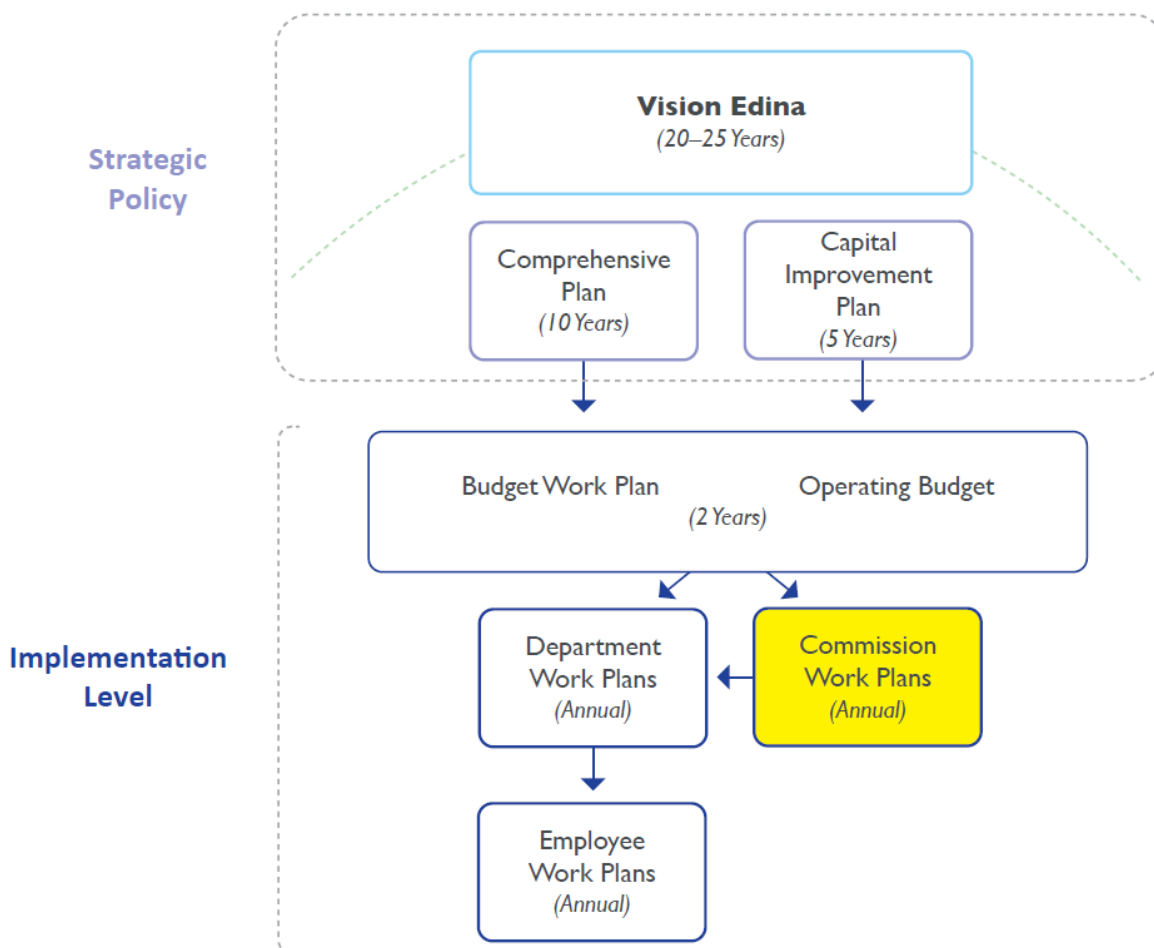 Strategic
Policy
Vision Edina
(20–25 Years)
Comprehensive
Plan
(10 Years)
Capital
Improvement
Plan
(5 Years)
Implementation
Level
Budget Work Plan
Operating Budget
(2 Years)
Department
Work Plans
(Annual)
Commission
Work Plans
(Annual)
Employee
Work Plans
(Annual)